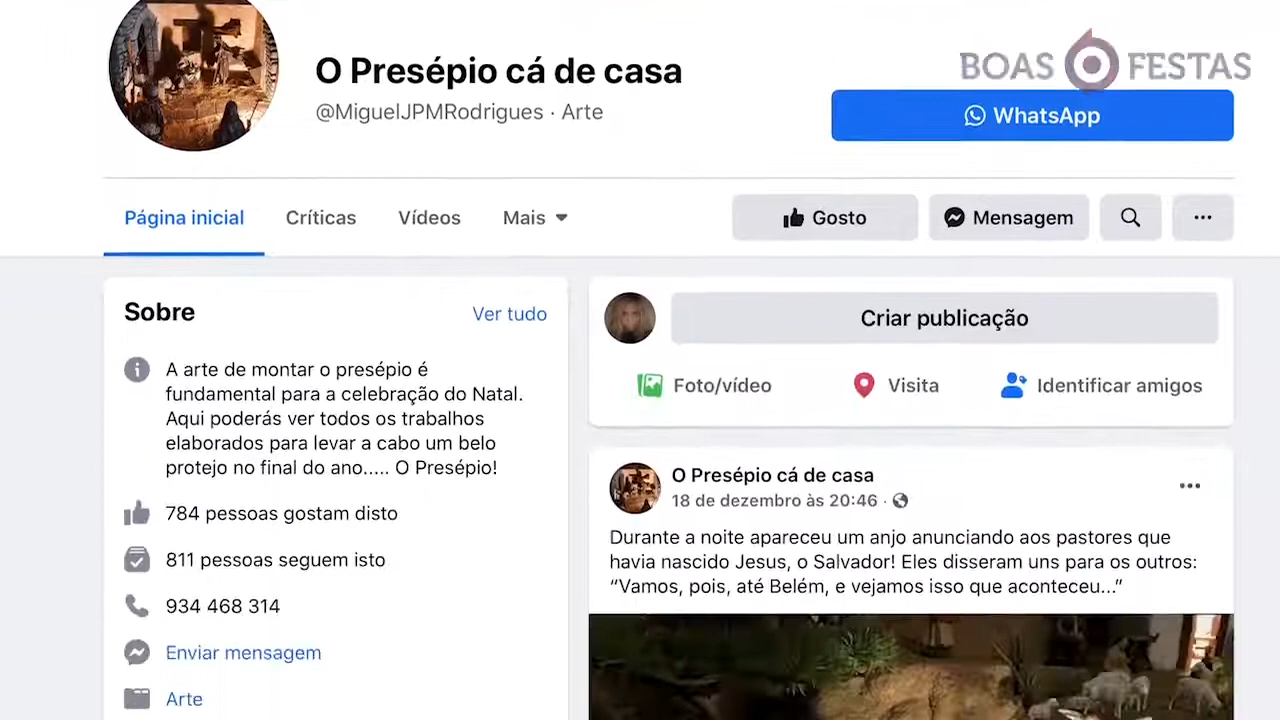 BOAS FESTAS
O Presépio cá de casa
@MiguelJPMRodrigues · Arte
WhatsApp
Página inicial
Críticas
Vídeos
Mais
Gosto
Mensagem
Sobre
Ver tudo
A arte de montar o presépio é
fundamental para a celebração do Natal.
Aqui poderás ver todos os trabalhos
elaborados para levar a cabo um belo
protejo no final do ano..... O Presépio!
784 pessoas gostam disto
811 pessoas seguem isto
934 468 314
Enviar mensagem
Arte
Criar publicação
Foto/vídeo
Visita
Identificar amigos
O Presépio cá de casa
18 de dezembro às 20:46 ·
Durante a noite apareceu um anjo anunciando aos pastores que
havia nascido Jesus, o Salvador! Eles disseram uns para os outros:
“Vamos, pois, até Belém, e vejamos isso que aconteceu...”